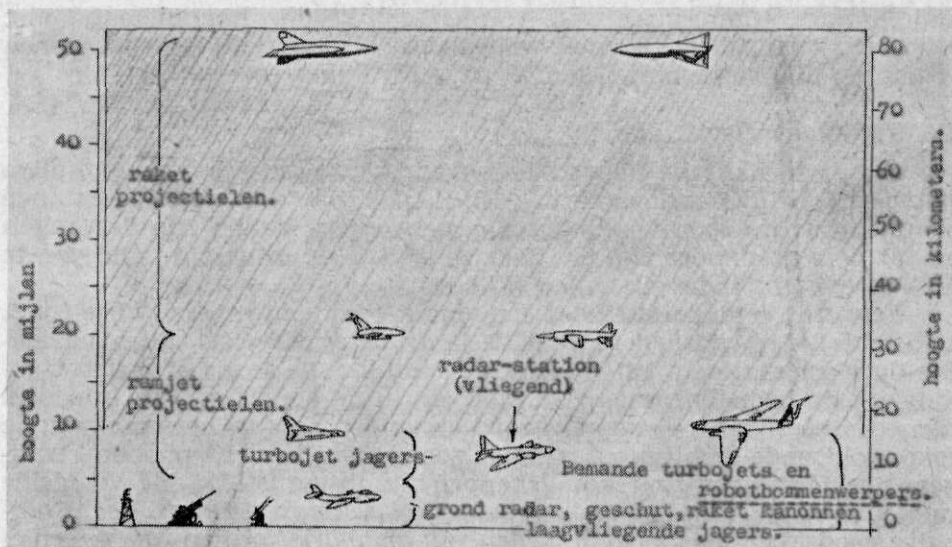 50
40
30
20
10
0
hoogte in mijlan
80
70
60
50
40
30
20
10
0
hoogte in kilometers.
raket
projectielen.
ramjet
projectielen.
radar-station
(vliegend)
turbojet jagers
Bemande turbojets en
robotbommenwerpers.
grond radar, geschut, raket kanonnen
laagvliegende jagers.